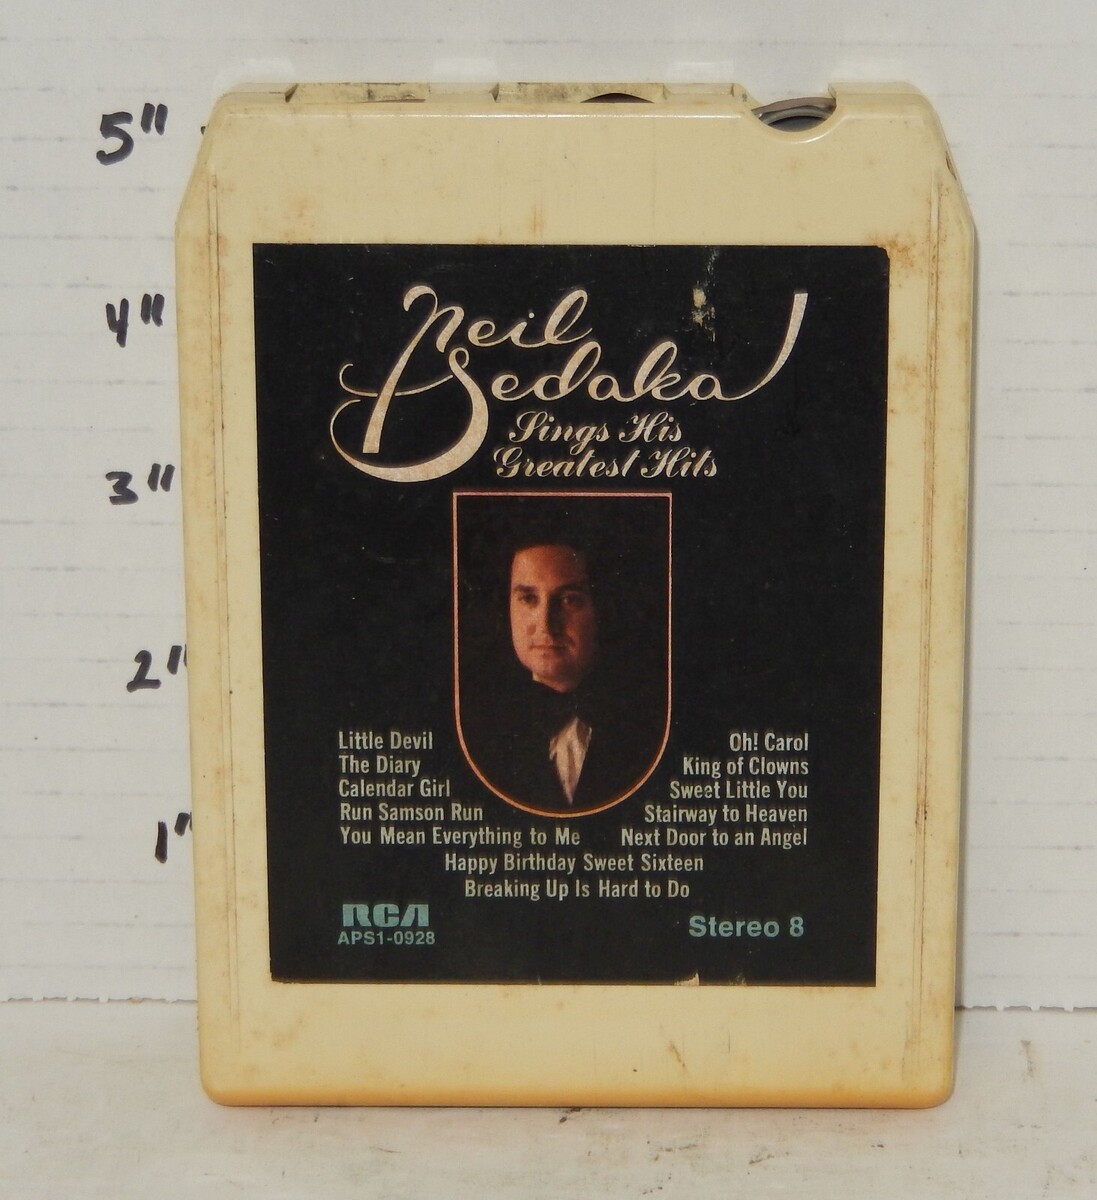 5"
4"
3"
2"
1"
Neil
Sedaka
Sings His
Greatest Hits
Little Devil
The Diary
Calendar Girl
Run Samson Run
You Mean Everything to Me
Oh! Carol
King of Clowns
Sweet Little You
Stairway to Heaven
Next Door to an Angel
Happy Birthday Sweet Sixteen
Breaking Up Is Hard to Do
RCA
APS1-0928
Stereo 8